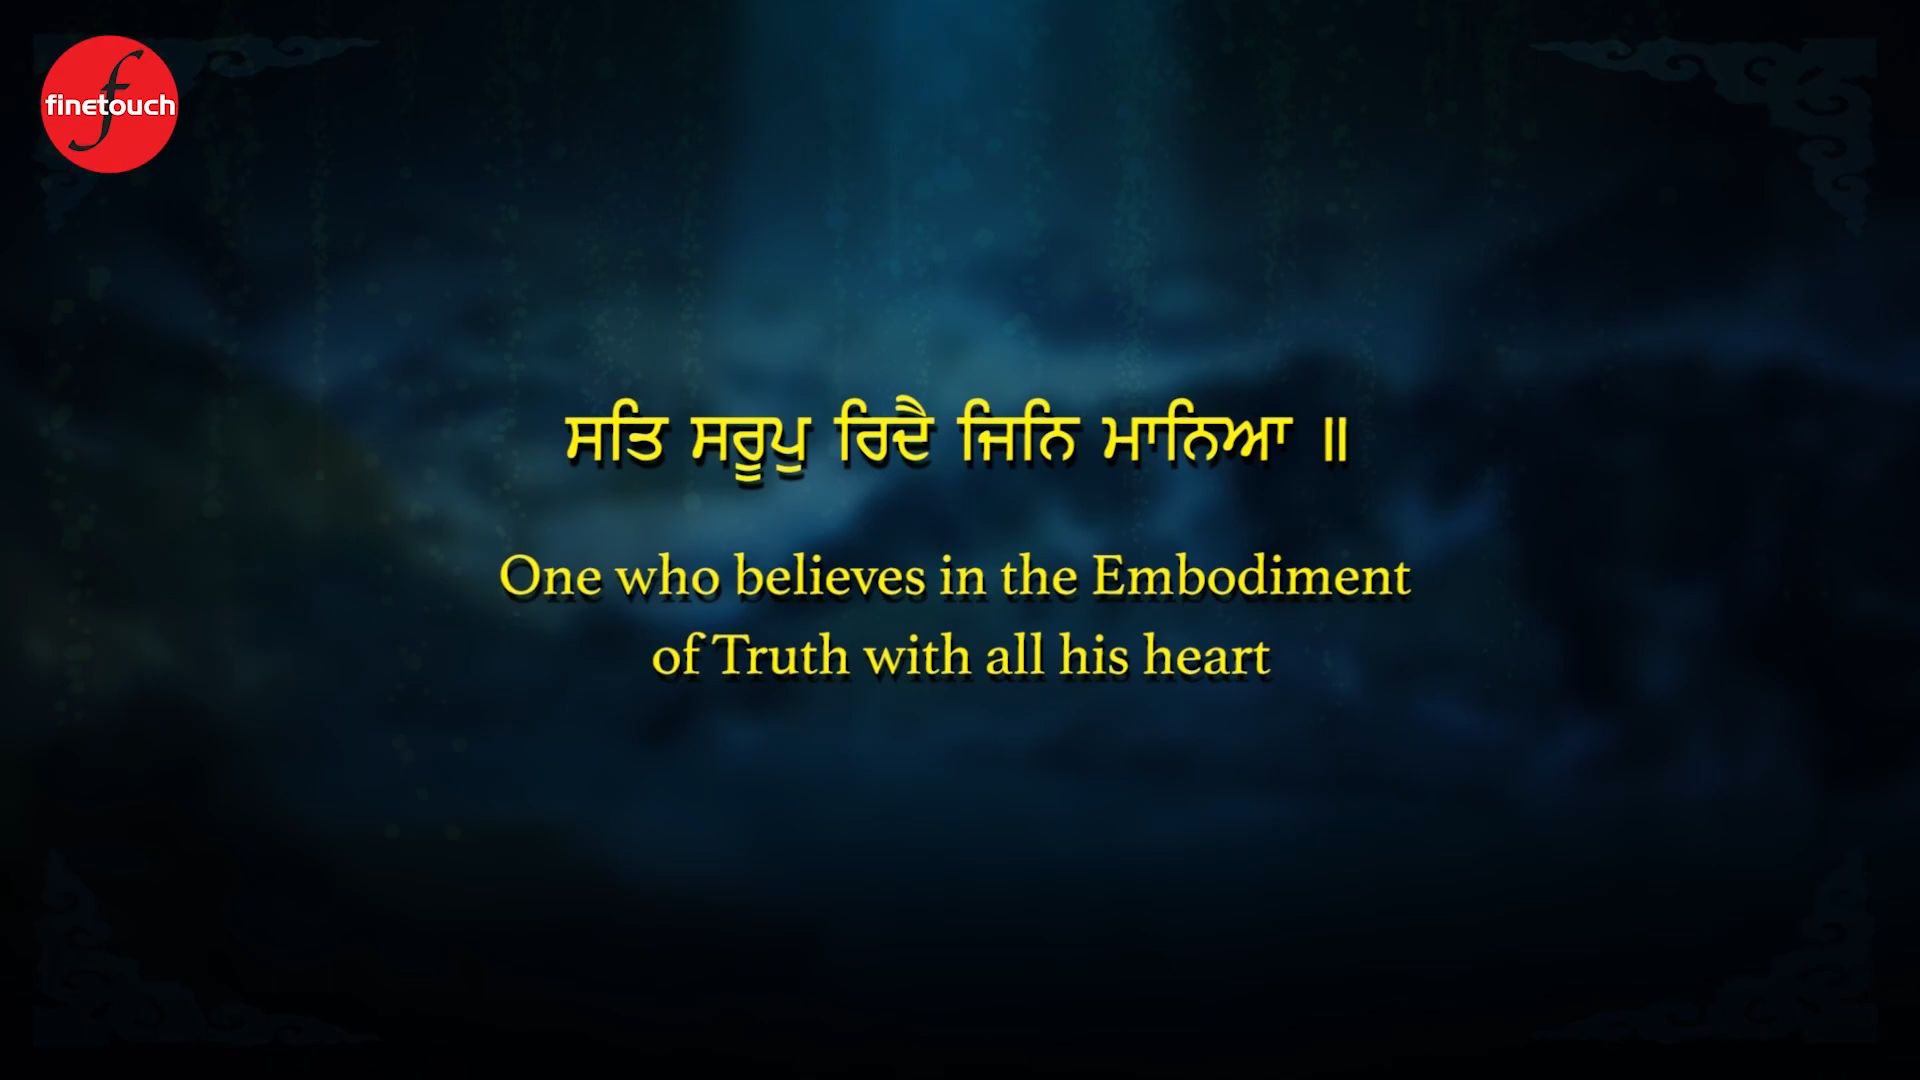 finetouch
ਸਤਿ ਸਰੂਪੁ ਰਿਦੈ ਜਿਨਿ ਮਾਨਿਆ ॥
One who believes in the Embodiment
of Truth with all his heart